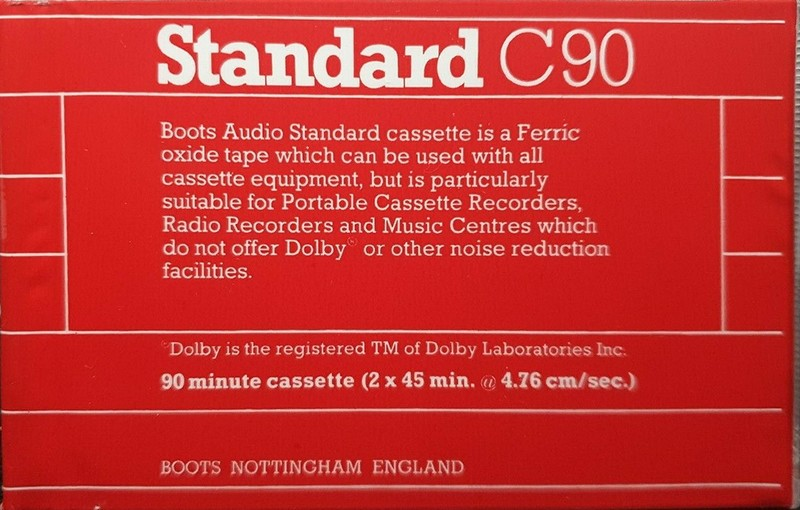 Standard C90
Boots Audio Standard cassette is a Ferric
oxide tape which can be used with all
cassette equipment, but is particularly
suitable for Portable Cassette Recorders,
Radio Recorders and Music Centres which
do not offer Dolby* or other noise reduction
facilities.
*Dolby is the registered TM of Dolby Laboratories Inc.
90 minute cassette (2 x 45 min. @ 4.76 cm/sec.)
BOOTS NOTTINGHAM ENGLAND